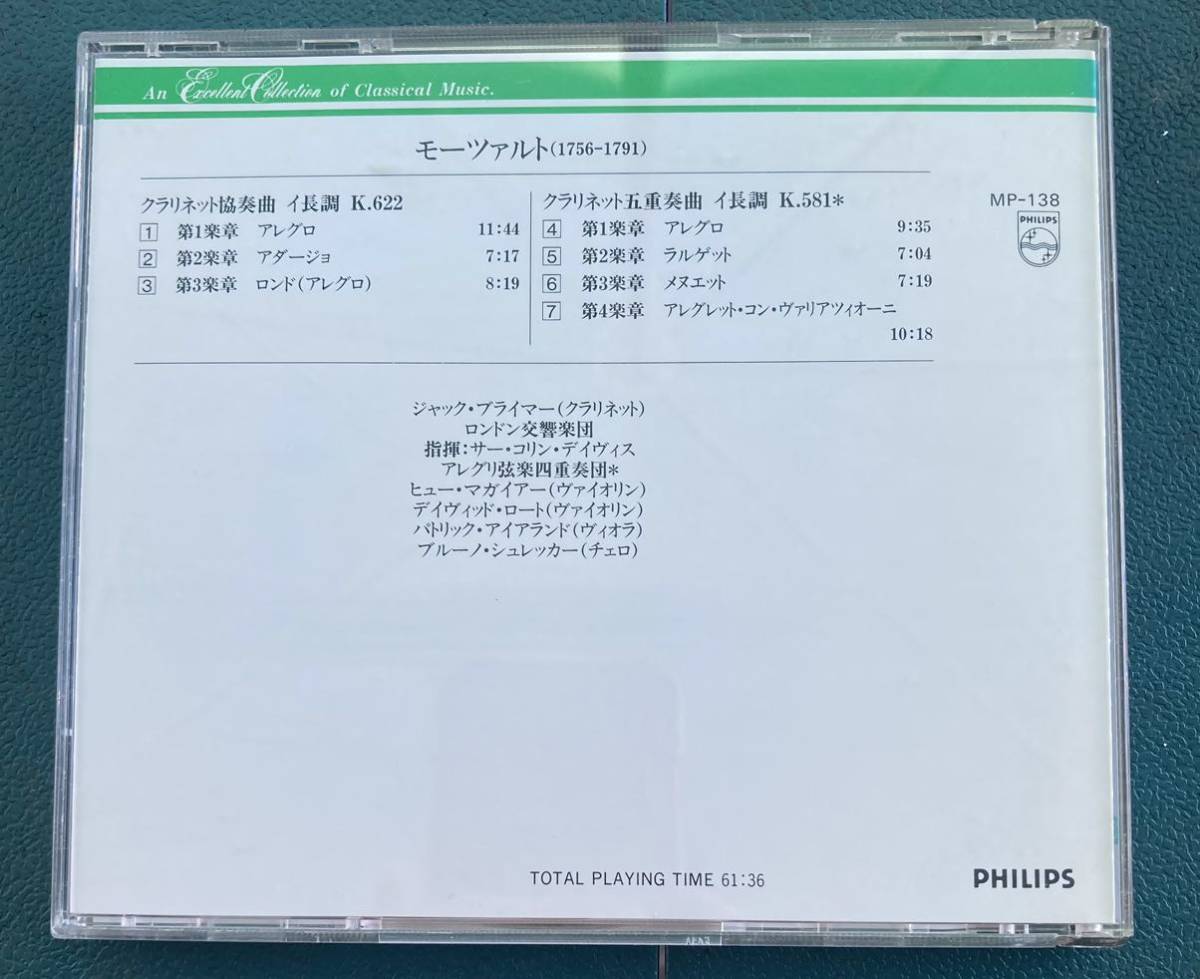 An Excellent Collection of Classical Music.
モーツァルト(1756-1791)
クラリネット協奏曲 イ長調 K.622
1 第1楽章 アレグロ 11:44
2 第2楽章 アダージョ 7:17
3 第3楽章 ロンド(アレグロ) 8:19
クラリネット五重奏曲 イ長調 K.581*
4 第1楽章 アレグロ 9:35
5 第2楽章 ラルゲット 7:04
6 第3楽章 メヌエット 7:19
7 第4楽章 アレグレット・コン・ヴァリアツィオーニ
10:18
MP-138
PHILIPS
ジャック・ブライマー(クラリネット)
ロンドン交響楽団
指揮:サー・コリン・デイヴィス
アレグリ弦楽四重奏団*
ヒュー・マガイアー(ヴァイオリン)
デイヴィッド・ロート(ヴァイオリン)
パトリック・アイアランド(ヴィオラ)
ブルーノ・シュレッカー(チェロ)
TOTAL PLAYING TIME 61:36
PHILIPS